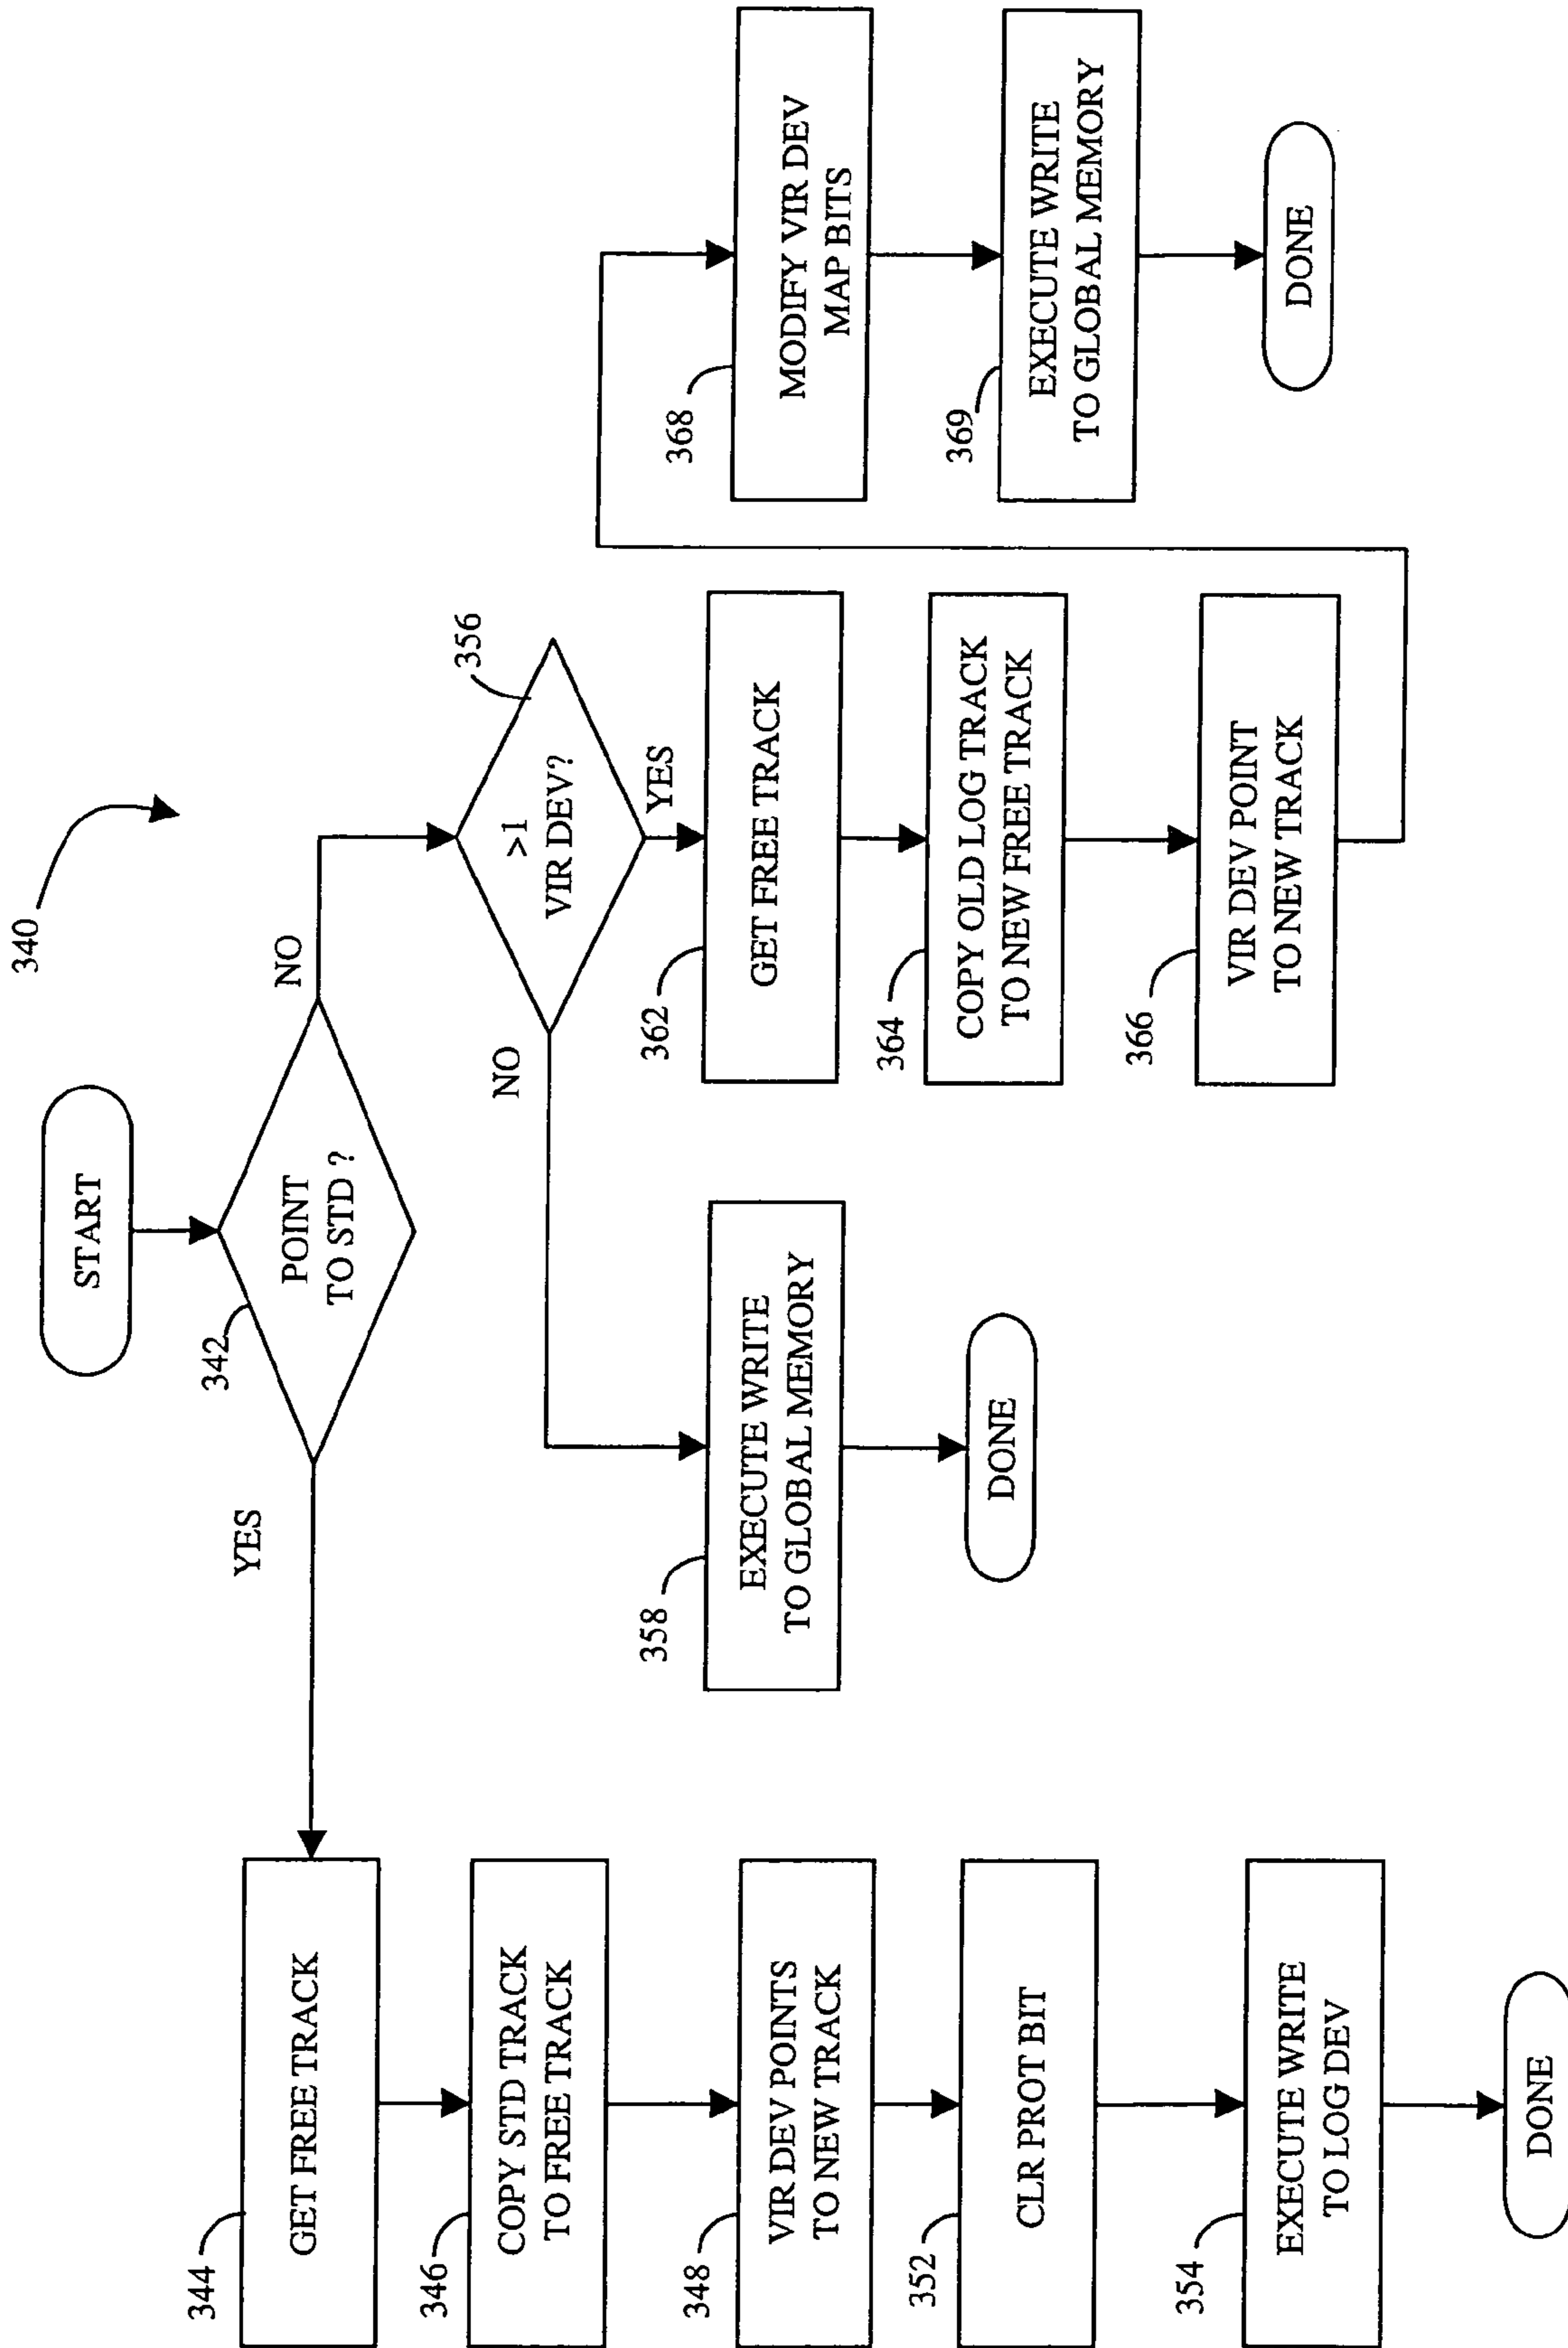 340
START
342
POINT
TO STD ?
YES
NO
344
GET FREE TRACK
346
COPY STD TRACK
TO FREE TRACK
348
VIR DEV POINTS
TO NEW TRACK
352
CLR PROT BIT
354
EXECUTE WRITE
TO LOG DEV
DONE
356
>1
VIR DEV?
NO
YES
358
EXECUTE WRITE
TO GLOBAL MEMORY
DONE
362
GET FREE TRACK
364
COPY OLD LOG TRACK
TO NEW FREE TRACK
366
VIR DEV POINT
TO NEW TRACK
368
MODIFY VIR DEV
MAP BITS
369
EXECUTE WRITE
TO GLOBAL MEMORY
DONE